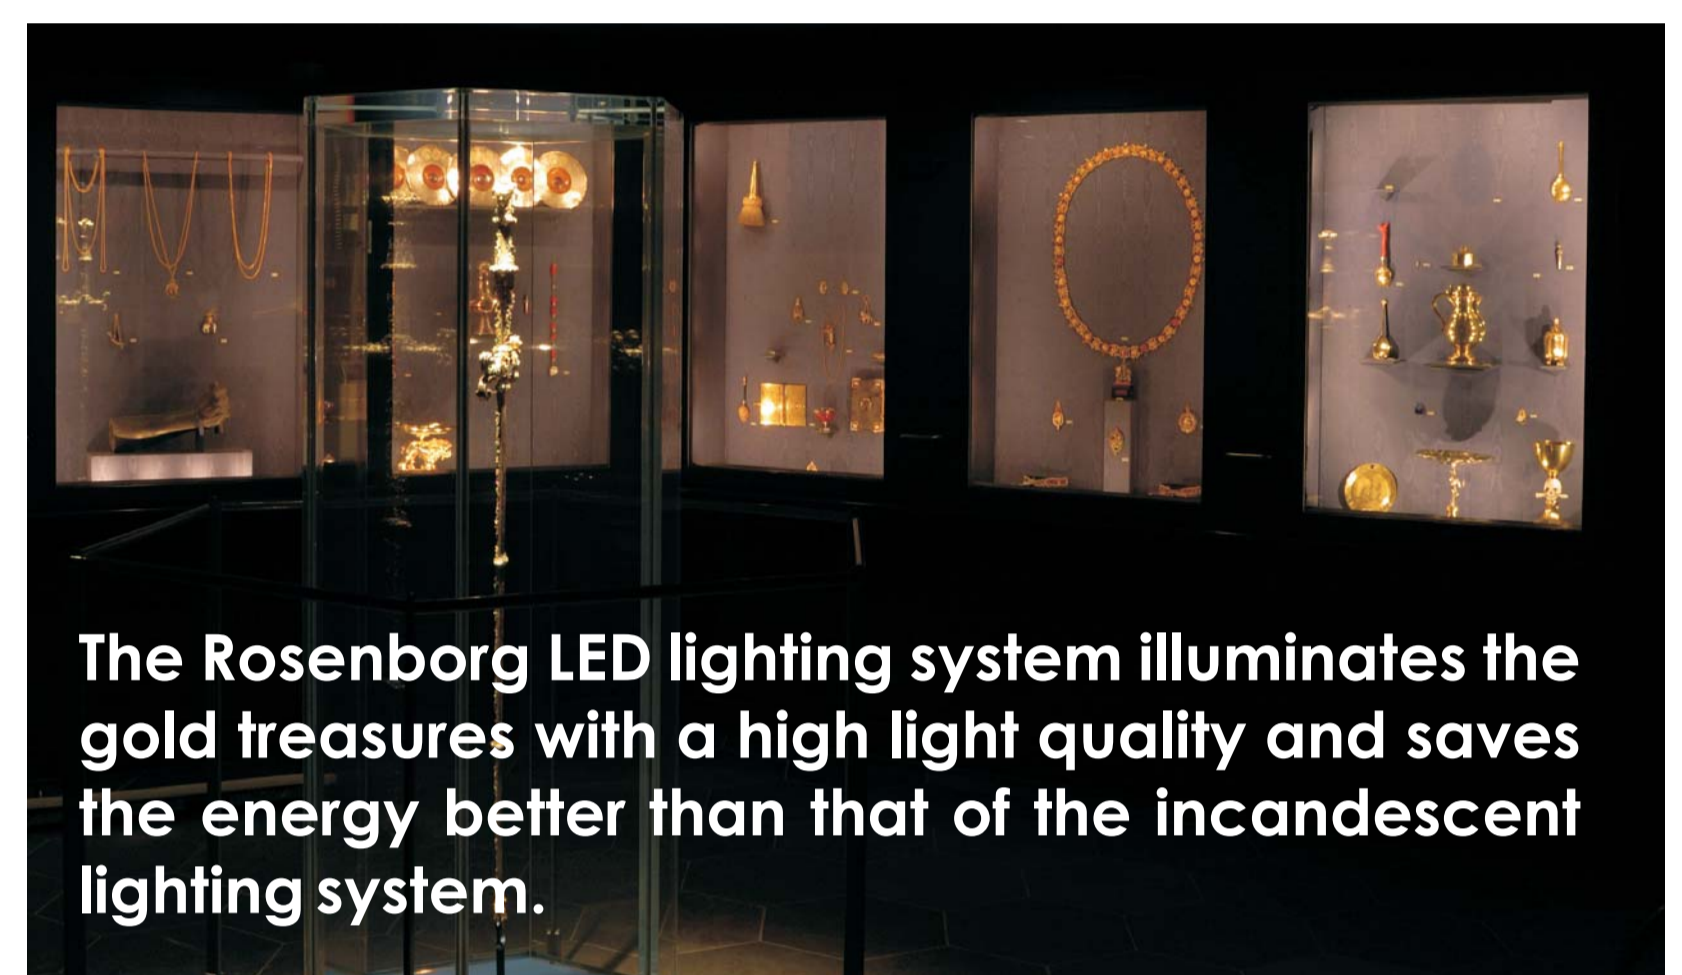 The Rosenborg LED lighting system illuminates the
gold treasures with a high light quality and saves
the energy better than that of the incandescent
lighting system.